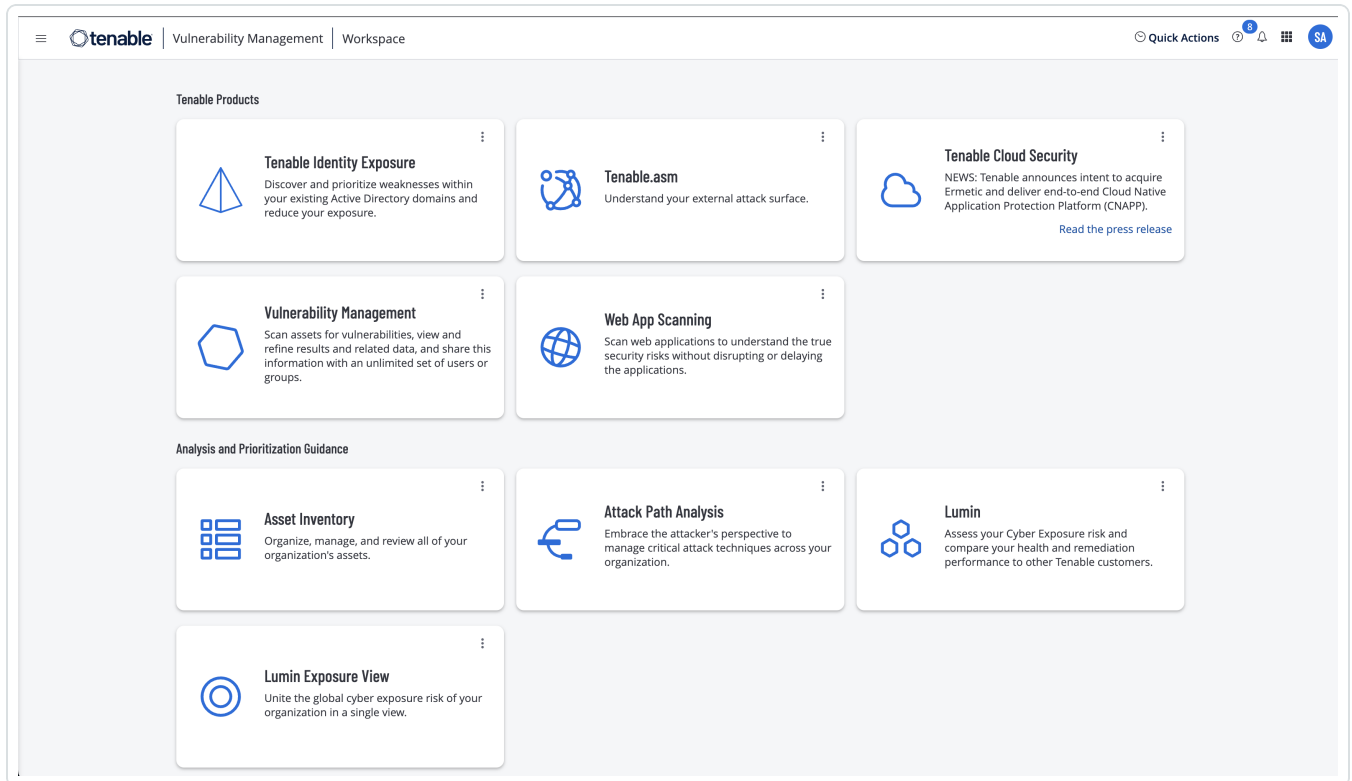 tenable Vulnerability Management Workspace Quick Actions 8 SA
Tenable Products
Tenable Identity Exposure
Discover and prioritize weaknesses within
your existing Active Directory domains and
reduce your exposure.
Tenable.asm
Understand your external attack surface.
Tenable Cloud Security
NEWS: Tenable announces intent to acquire
Ermetic and deliver end-to-end Cloud Native
Application Protection Platform (CNAPP).
Read the press release
Vulnerability Management
Scan assets for vulnerabilities, view and
refine results and related data, and share this
information with an unlimited set of users or
groups.
Web App Scanning
Scan web applications to understand the true
security risks without disrupting or delaying
the applications.
Analysis and Prioritization Guidance
Asset Inventory
Organize, manage, and review all of your
organization's assets.
Attack Path Analysis
Embrace the attacker's perspective to
manage critical attack techniques across your
organization.
Lumin
Assess your Cyber Exposure risk and
compare your health and remediation
performance to other Tenable customers.
Lumin Exposure View
Unite the global cyber exposure risk of your
organization in a single view.